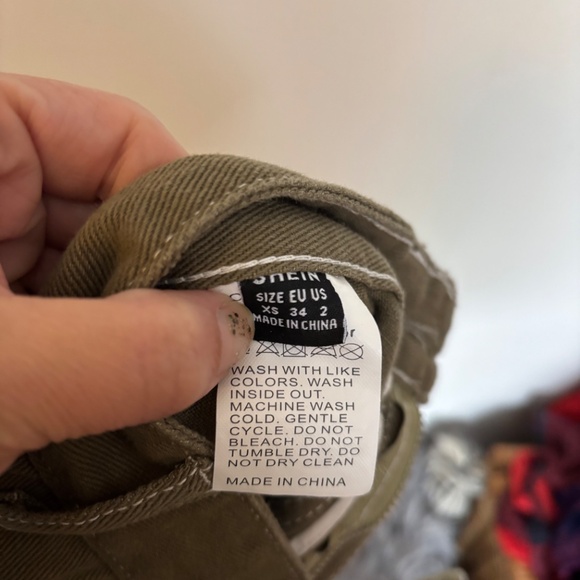 SHEIN
SIZE EU US
XS 34 2
MADE IN CHINA
WASH WITH LIKE
COLORS. WASH
INSIDE OUT.
MACHINE WASH
COLD. GENTLE
CYCLE. DO NOT
BLEACH. DO NOT
TUMBLE DRY. DO
NOT DRY CLEAN
MADE IN CHINA